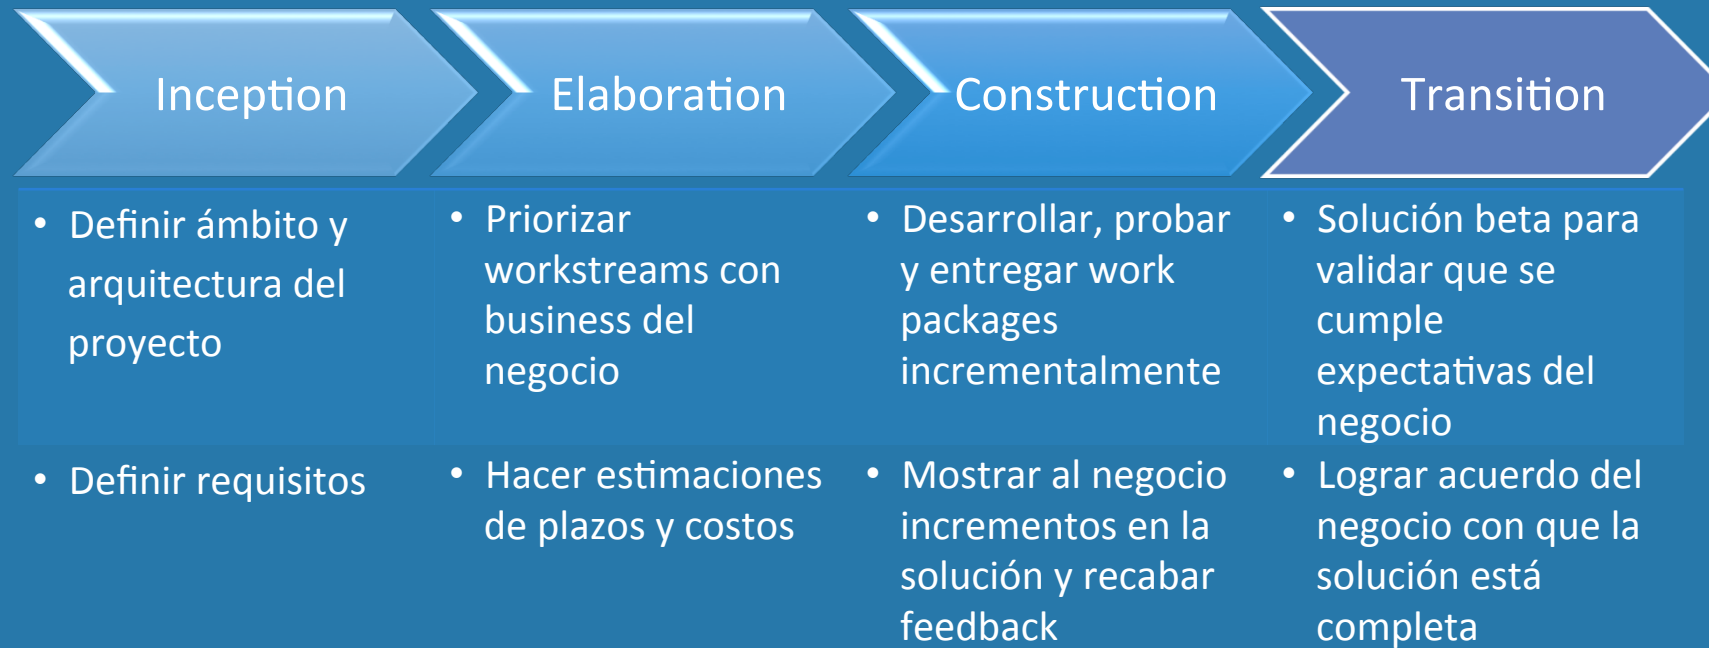 Inception
Elaboration
Construction
Transition
• Definir ámbito y
arquitectura del
proyecto
• Priorizar
workstreams con
business del
negocio
• Desarrollar, probar
y entregar work
packages
incrementalmente
• Solución beta para
validar que se
cumple
expectativas del
negocio
• Definir requisitos
• Hacer estimaciones
de plazos y costos
• Mostrar al negocio
incrementos en la
solución y recabar
feedback
• Lograr acuerdo del
negocio con que la
solución está
completa